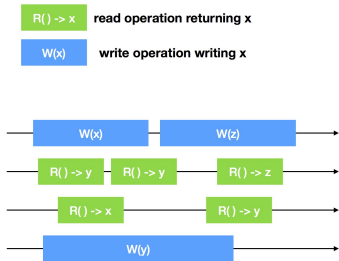 R( ) -> x read operation returning x
W(x) write operation writing x
W(x) W(z)
R( ) -> y R( ) -> y R( ) -> z
R( ) -> x R( ) -> y
W(y)